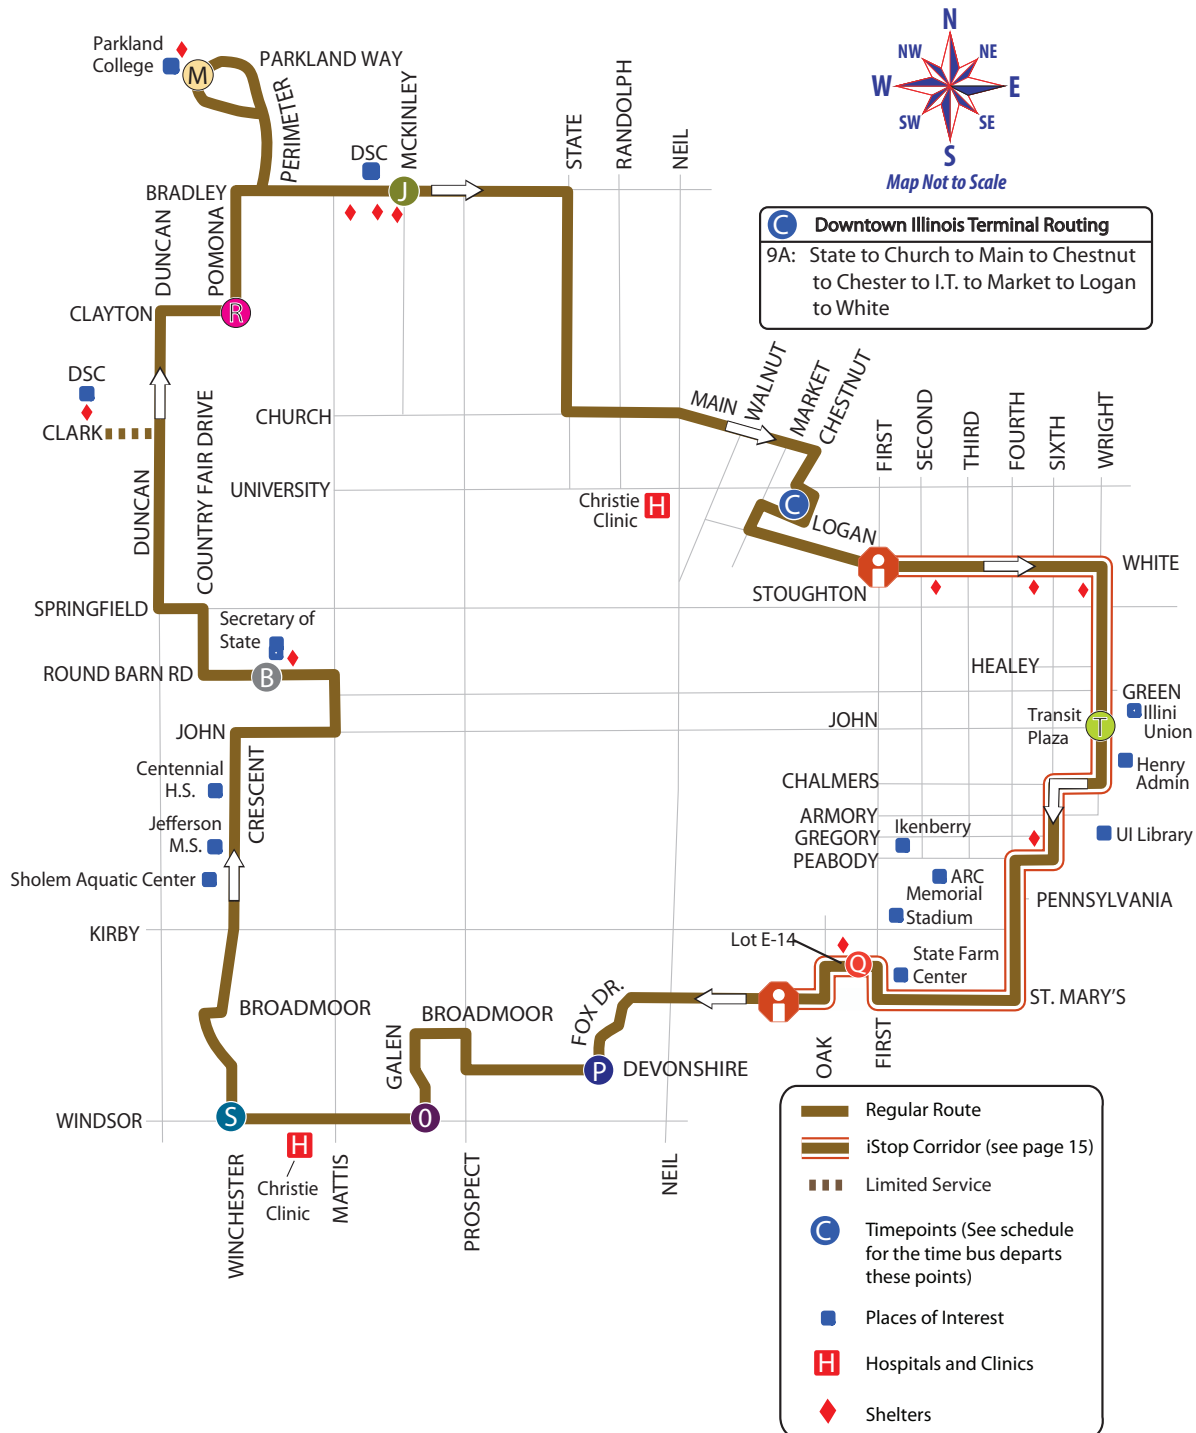 N
NW
NE
W
E
SW
SE
S
Map Not to Scale
Parkland
College
M
PARKLAND WAY
PERIMETER
DSC
MCKINLEY
STATE
RANDOLPH
NEIL
BRADLEY
J
C
Downtown Illinois Terminal Routing
9A: State to Church to Main to Chestnut
to Chester to I.T. to Market to Logan
to White
DUNCAN
POMONA
CLAYTON
R
DSC
CLARK
COUNTRY FAIR DRIVE
CHURCH
MAIN
WALNUT
MARKET
CHESTNUT
FIRST
SECOND
THIRD
FOURTH
SIXTH
WRIGHT
UNIVERSITY
Christie
Clinic
H
C
LOGAN
DUNCAN
WHITE
STOUGHTON
SPRINGFIELD
Secretary of
State
ROUND BARN RD
B
HEALEY
GREEN
Illini
Union
JOHN
JOHN
Transit
Plaza
T
CRESCENT
Centennial
H.S.
CHALMERS
Henry
Admin
Jefferson
M.S.
ARMORY
GREGORY
PEABODY
Ikenberry
UI Library
Sholem Aquatic Center
ARC
Memorial
Stadium
PENNSYLVANIA
KIRBY
Lot E-14
Q
State Farm
Center
ST. MARY'S
BROADMOOR
GALEN
BROADMOOR
FOX DR.
P
DEVONSHIRE
OAK
FIRST
WINDSOR
S
O
H
Christie
Clinic
WINCHESTER
MATTIS
PROSPECT
NEIL
Regular Route
iStop Corridor (see page 15)
Limited Service
C
Timepoints (See schedule
for the time bus departs
these points)
Places of Interest
H
Hospitals and Clinics
Shelters